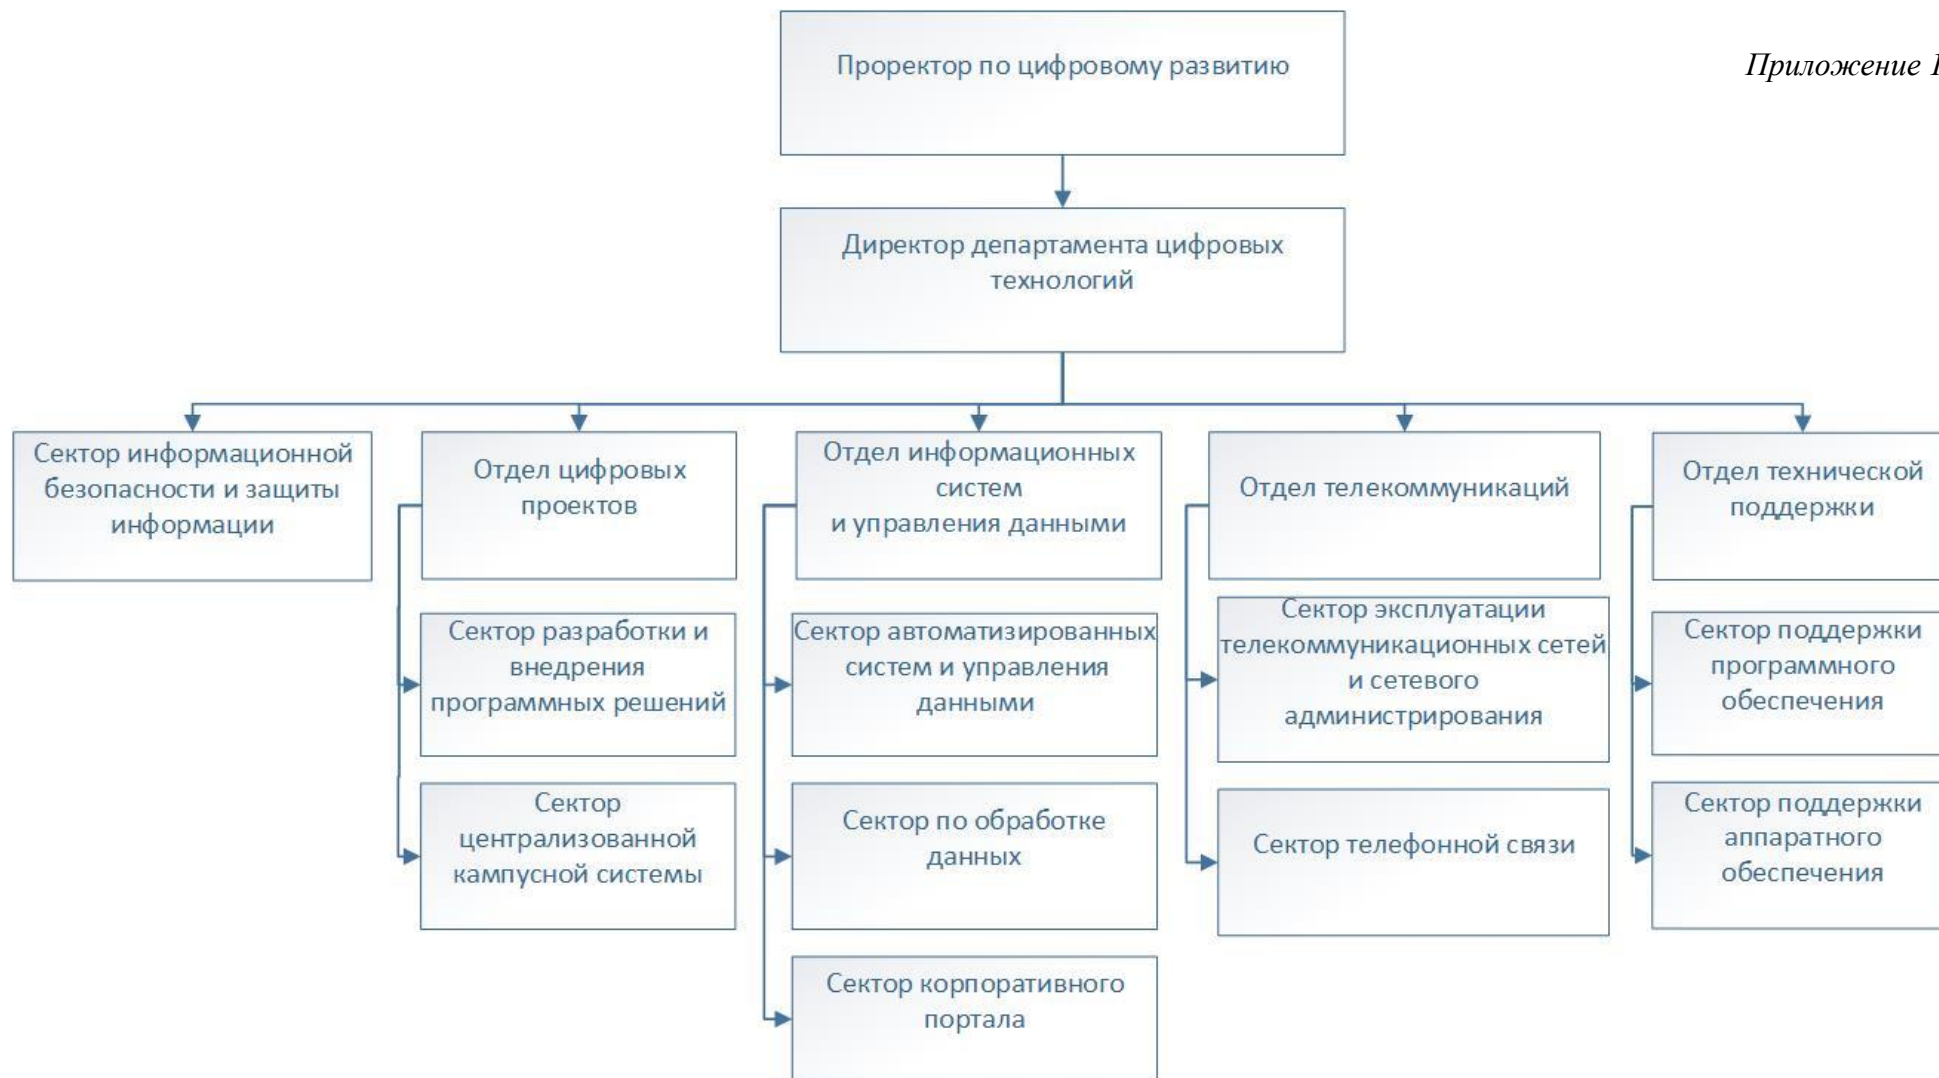 Проректор по цифровому развитию
Приложение 1
Директор департамента цифровых
технологий
Сектор информационной
безопасности и защиты
информации
Отдел цифровых
проектов
Отдел информационных
систем
и управления данными
Отдел телекоммуникаций
Отдел технической
поддержки
Сектор разработки и
внедрения
программных решений
Сектор автоматизированных
систем и управления
данными
Сектор эксплуатации
телекоммуникационных сетей
и сетевого
администрирования
Сектор поддержки
программного
обеспечения
Сектор
централизованной
кампусной системы
Сектор по обработке
данных
Сектор телефонной связи
Сектор поддержки
аппаратного
обеспечения
Сектор корпоративного
портала